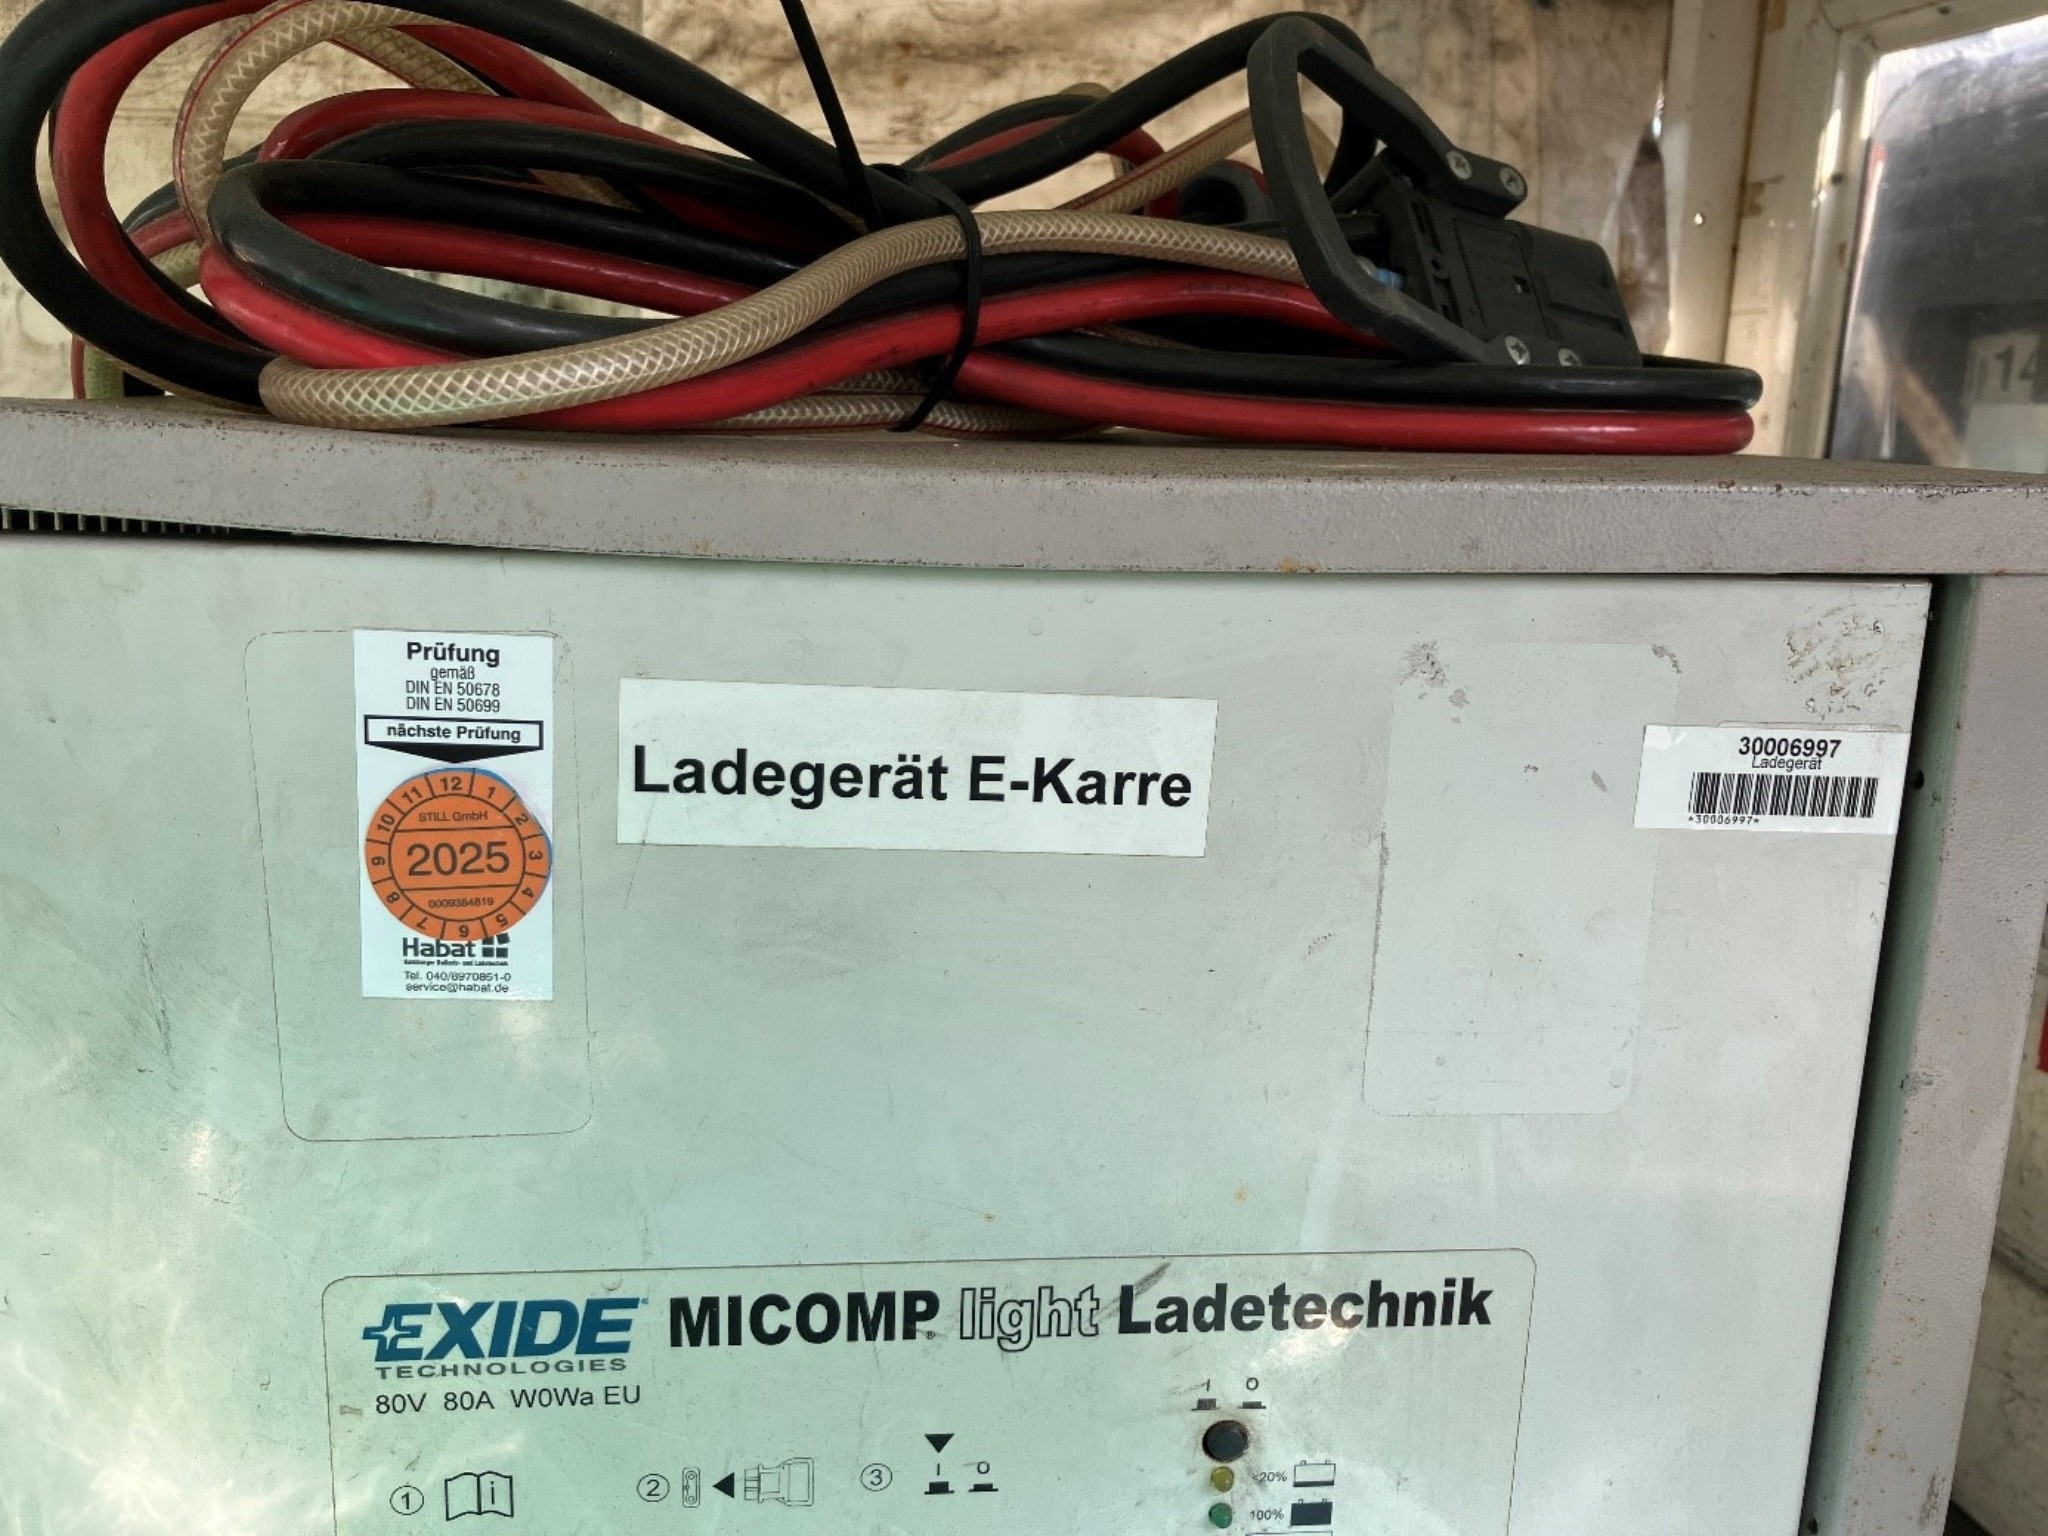 14
Prüfung
gemäß
DIN EN 50678
DIN EN 50699
nächste Prüfung
12
1
2
3
4
5
6
7
8
9
10
11
STILL GmbH
2025
0009384819
Habat
Tel. 040/8970851-0
service@habat.de
Ladegerät E-Karre
30006997
Ladegerät
*30006997*
EXIDE
TECHNOLOGIES
MICOMP® light Ladetechnik
80V 80A W0Wa EU
I O
1
i
2
3
I O
<20%
100%